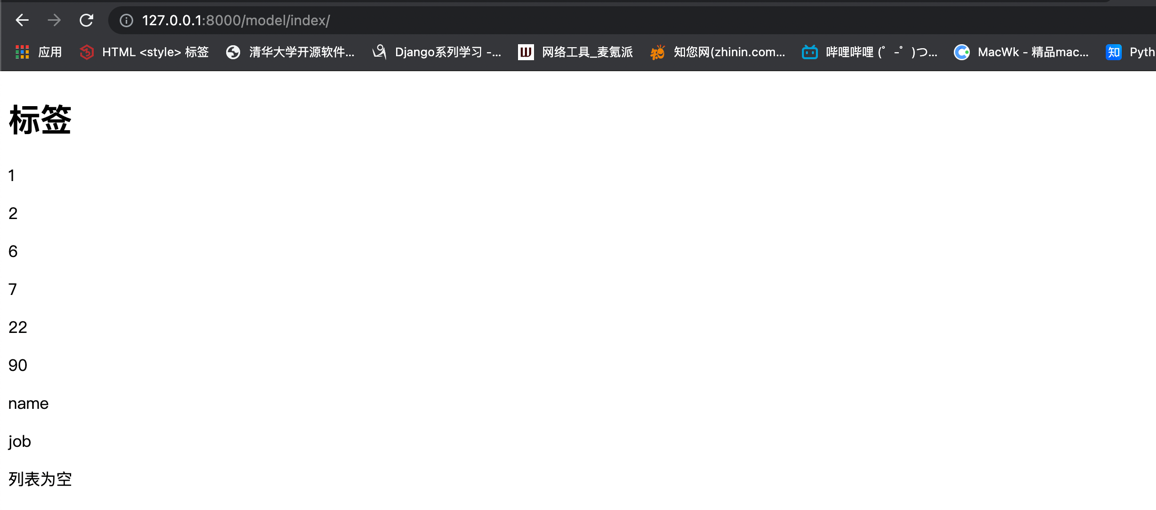 127.0.0.1:8000/model/index/
应用 HTML <style> 标签 清华大学开源软件... Django系列学习 -... 网络工具_麦氪派 知您网(zhinin.com... 哔哩哔哩 (゜-゜)つ... MacWk - 精品mac... 知 Pyth
标签
1
2
6
7
22
90
name
job
列表为空